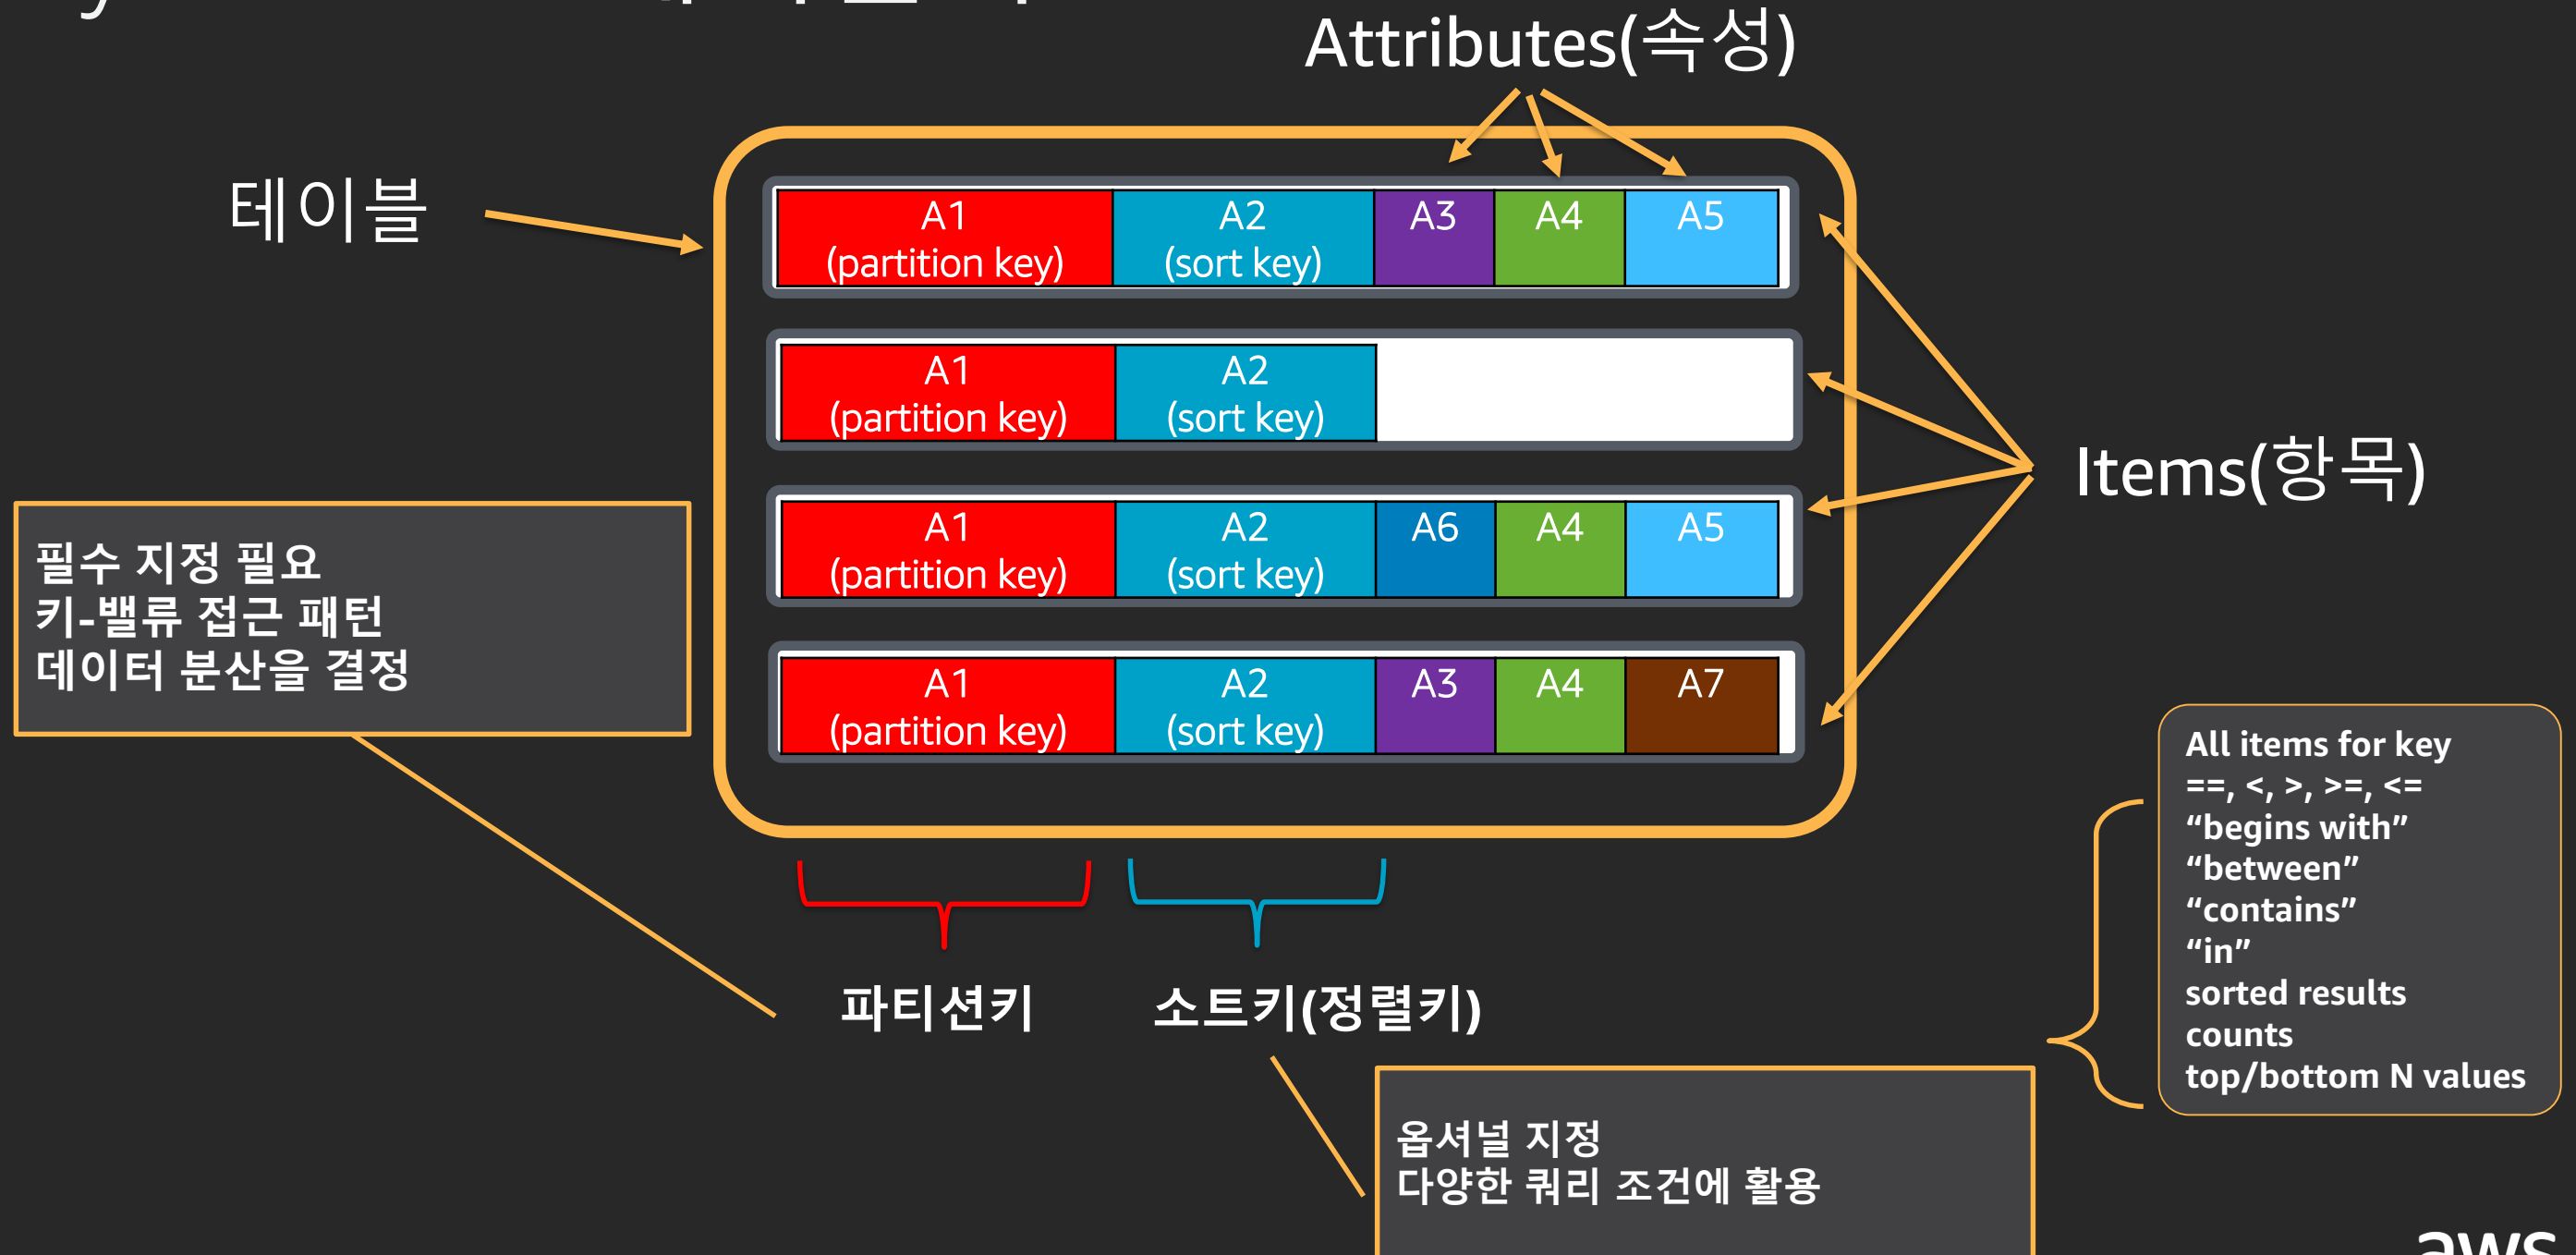 Attributes(속성)
테이블
A1
(partition key)
A2
(sort key)
A3
A4
A5
A1
(partition key)
A2
(sort key)
Items(항목)
A1
(partition key)
A2
(sort key)
A6
A4
A5
A1
(partition key)
A2
(sort key)
A3
A4
A7
필수 지정 필요
키-밸류 접근 패턴
데이터 분산을 결정
All items for key
==, <, >, >=, <=
“begins with”
“between”
“contains”
“in”
sorted results
counts
top/bottom N values
파티션키
소트키(정렬키)
옵셔널 지정
다양한 쿼리 조건에 활용
aws